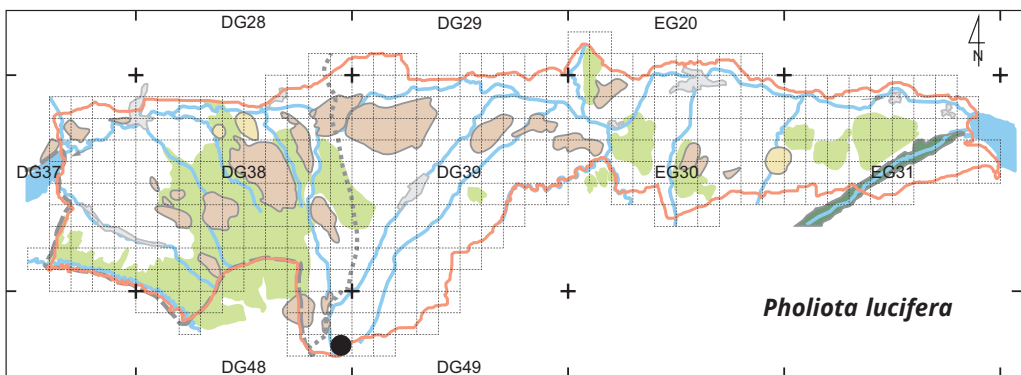 DG28 DG29 EG20
N
DG37 DG38 DG39 EG30 EG31
Pholiota lucifera
DG48 DG49